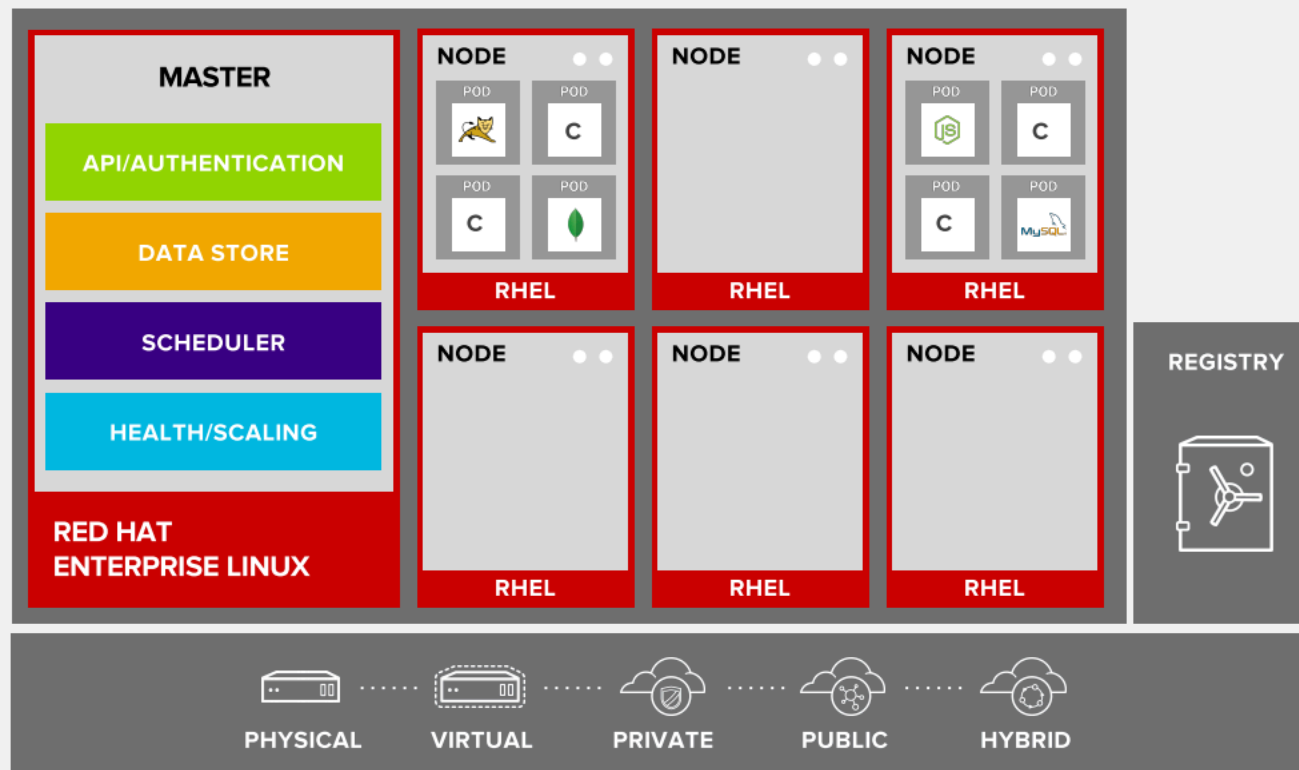 MASTER
API/AUTHENTICATION
DATA STORE
SCHEDULER
HEALTH/SCALING
RED HAT
ENTERPRISE LINUX
NODE
POD
POD
C
POD
POD
C
RHEL
NODE
RHEL
NODE
POD
POD
JS
C
POD
POD
C
MySQL
RHEL
NODE
RHEL
NODE
RHEL
NODE
RHEL
REGISTRY
PHYSICAL
VIRTUAL
PRIVATE
PUBLIC
HYBRID